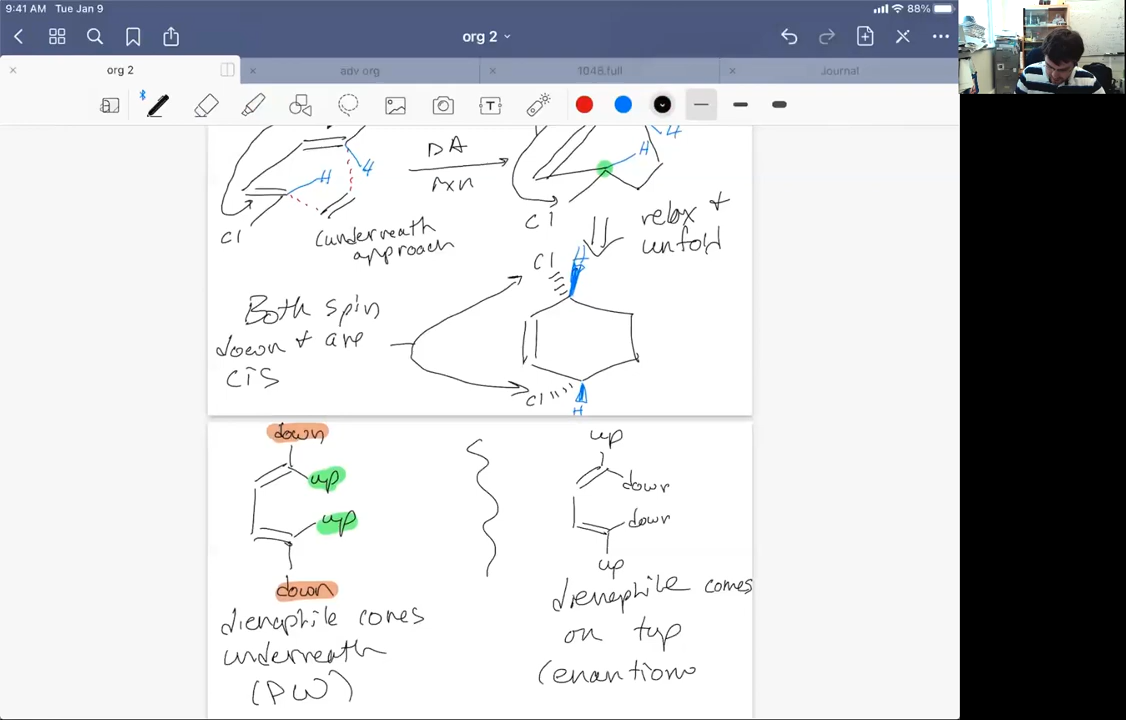 9:41 AM Tue Jan 9
88%
org 2
org 2
adv org
1048.full
Journal
T
DA
rxn
H
4
Cl
(underneath
approach
H
4
Cl
relax +
unfold
Cl
H
Both spin
down + are
cis
Cl
H
down
up
up
down
dienophile comes
underneath
(PW)
up
down
down
up
dienophile comes
on top
(enantiom